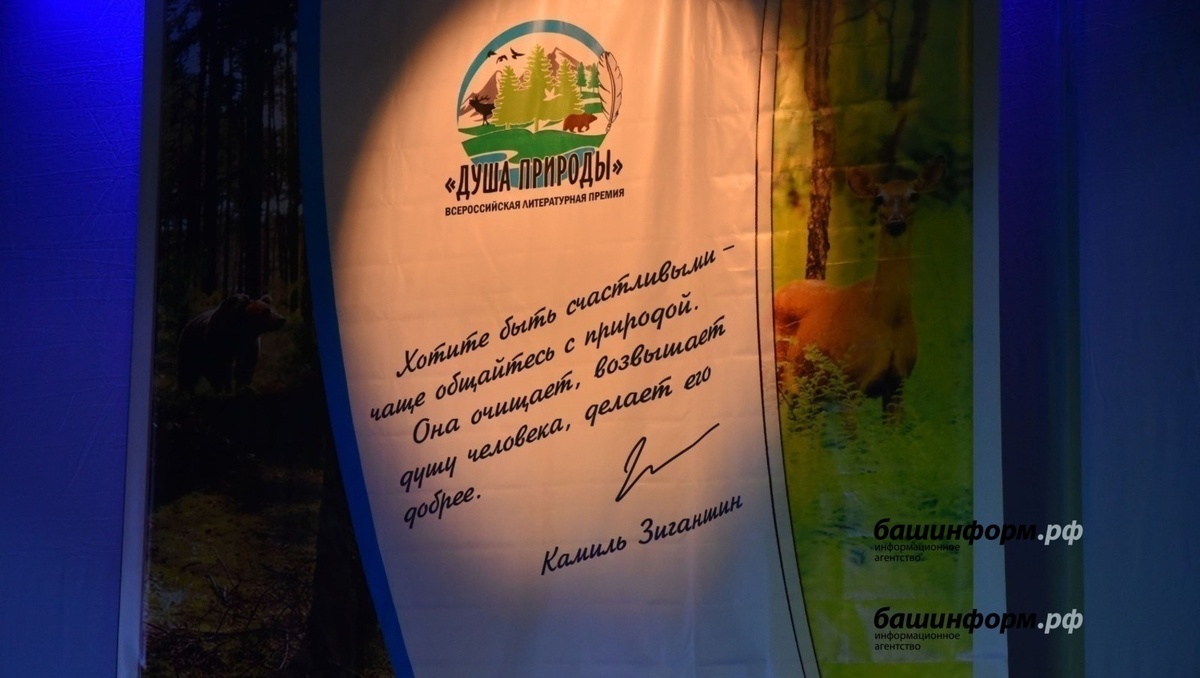 «ДУША ПРИРОДЫ»
ВСЕРОССИЙСКАЯ ЛИТЕРАТУРНАЯ ПРЕМИЯ
Хотите быть счастливыми –
чаще общайтесь с природой.
Она очищает, возвышает
душу человека, делает его
добрее.
Камиль Зиганшин
башинформ.рф
информационное
агентство
башинформ.рф
информационное
агентство